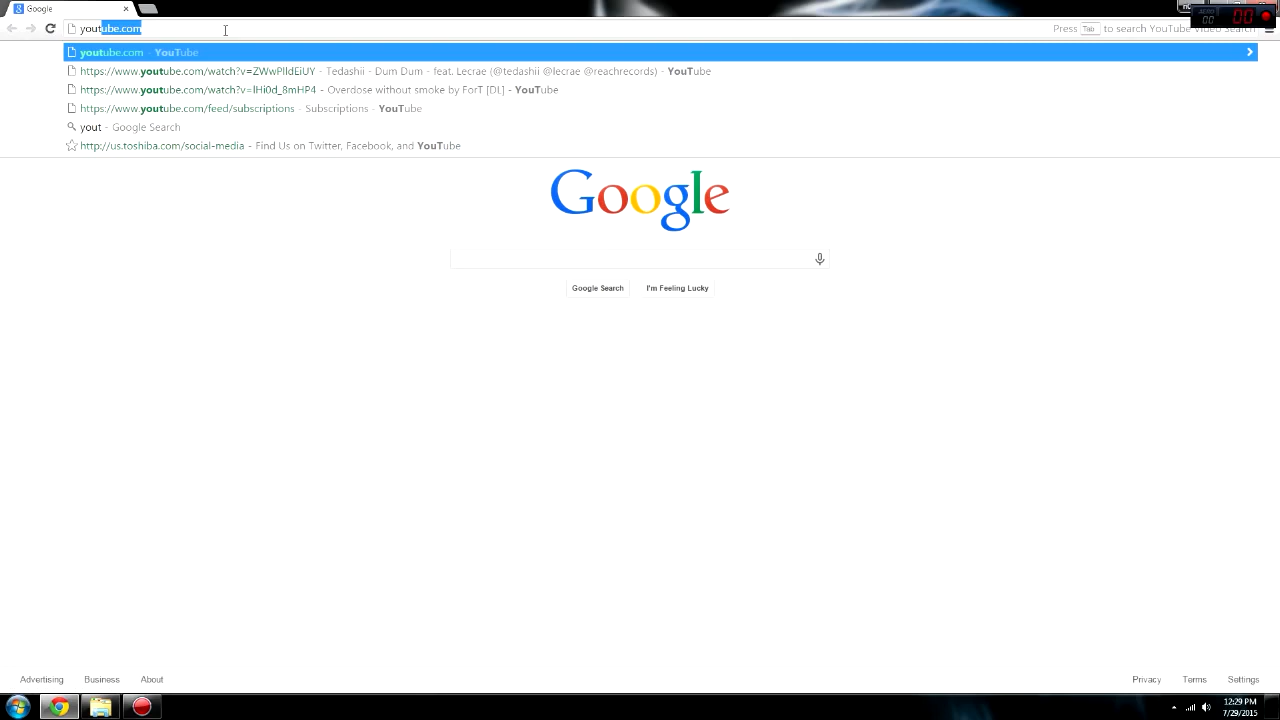 Google
youtube.com
Press Tab to search YouTube Video Search
youtube.com - YouTube
https://www.youtube.com/watch?v=ZWwPlldEiUY - Tedashii - Dum Dum - feat. Lecrae (@tedashii @lecrae @reachrecords) - YouTube
https://www.youtube.com/watch?v=lHi0d_8mHP4 - Overdose without smoke by ForT [DL] - YouTube
https://www.youtube.com/feed/subscriptions - Subscriptions - YouTube
yout - Google Search
http://us.toshiba.com/social-media - Find Us on Twitter, Facebook, and YouTube
Google
Google Search
I'm Feeling Lucky
Advertising Business About
Privacy Terms Settings
12:29 PM
7/29/2015